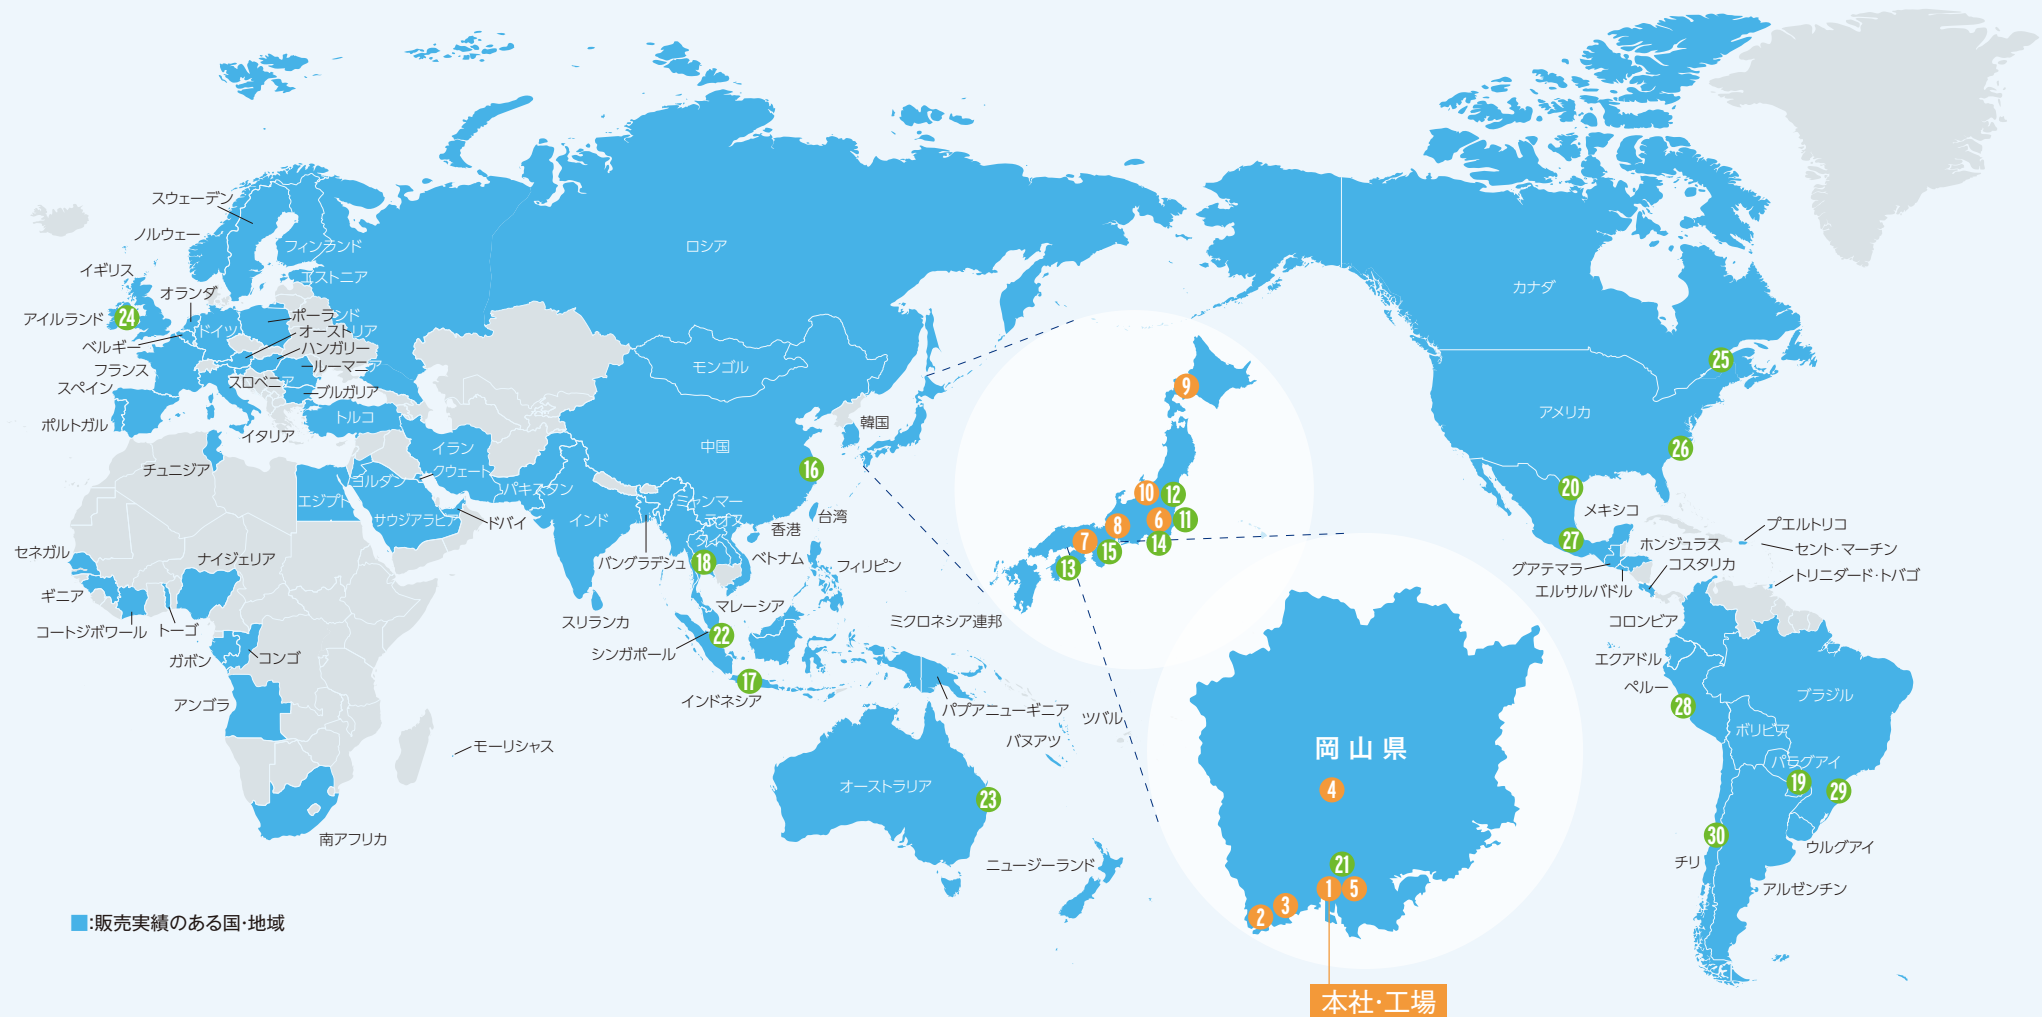 スウェーデン
ノルウェー
フィンランド
イギリス
エストニア
オランダ
アイルランド
24
ドイツ
ポーランド
ベルギー
オーストリア
ハンガリー
フランス
ルーマニア
スペイン
スロベニア
ブルガリア
ポルトガル
トルコ
イタリア
チュニジア
イラン
クウェート
ヨルダン
エジプト
サウジアラビア
ドバイ
パキスタン
セネガル
ナイジェリア
ギニア
コートジボワール
トーゴ
ガボン
コンゴ
アンゴラ
モーリシャス
南アフリカ
ロシア
モンゴル
中国
韓国
16
インド
ミャンマー
ラオス
タイ
18
香港
台湾
バングラデシュ
ベトナム
フィリピン
スリランカ
マレーシア
22
シンガポール
17
インドネシア
ミクロネシア連邦
パプアニューギニア
ツバル
バヌアツ
オーストラリア
23
ニュージーランド
9
10
12
8
6
11
7
15
14
13
岡山県
4
21
1
5
3
2
本社・工場
カナダ
25
アメリカ
26
20
メキシコ
27
プエルトリコ
セント・マーチン
トリニダード・トバゴ
ホンジュラス
コスタリカ
グアテマラ
エルサルバドル
コロンビア
エクアドル
ペルー
28
ブラジル
ボリビア
パラグアイ
19
29
30
ウルグアイ
チリ
アルゼンチン
:販売実績のある国・地域